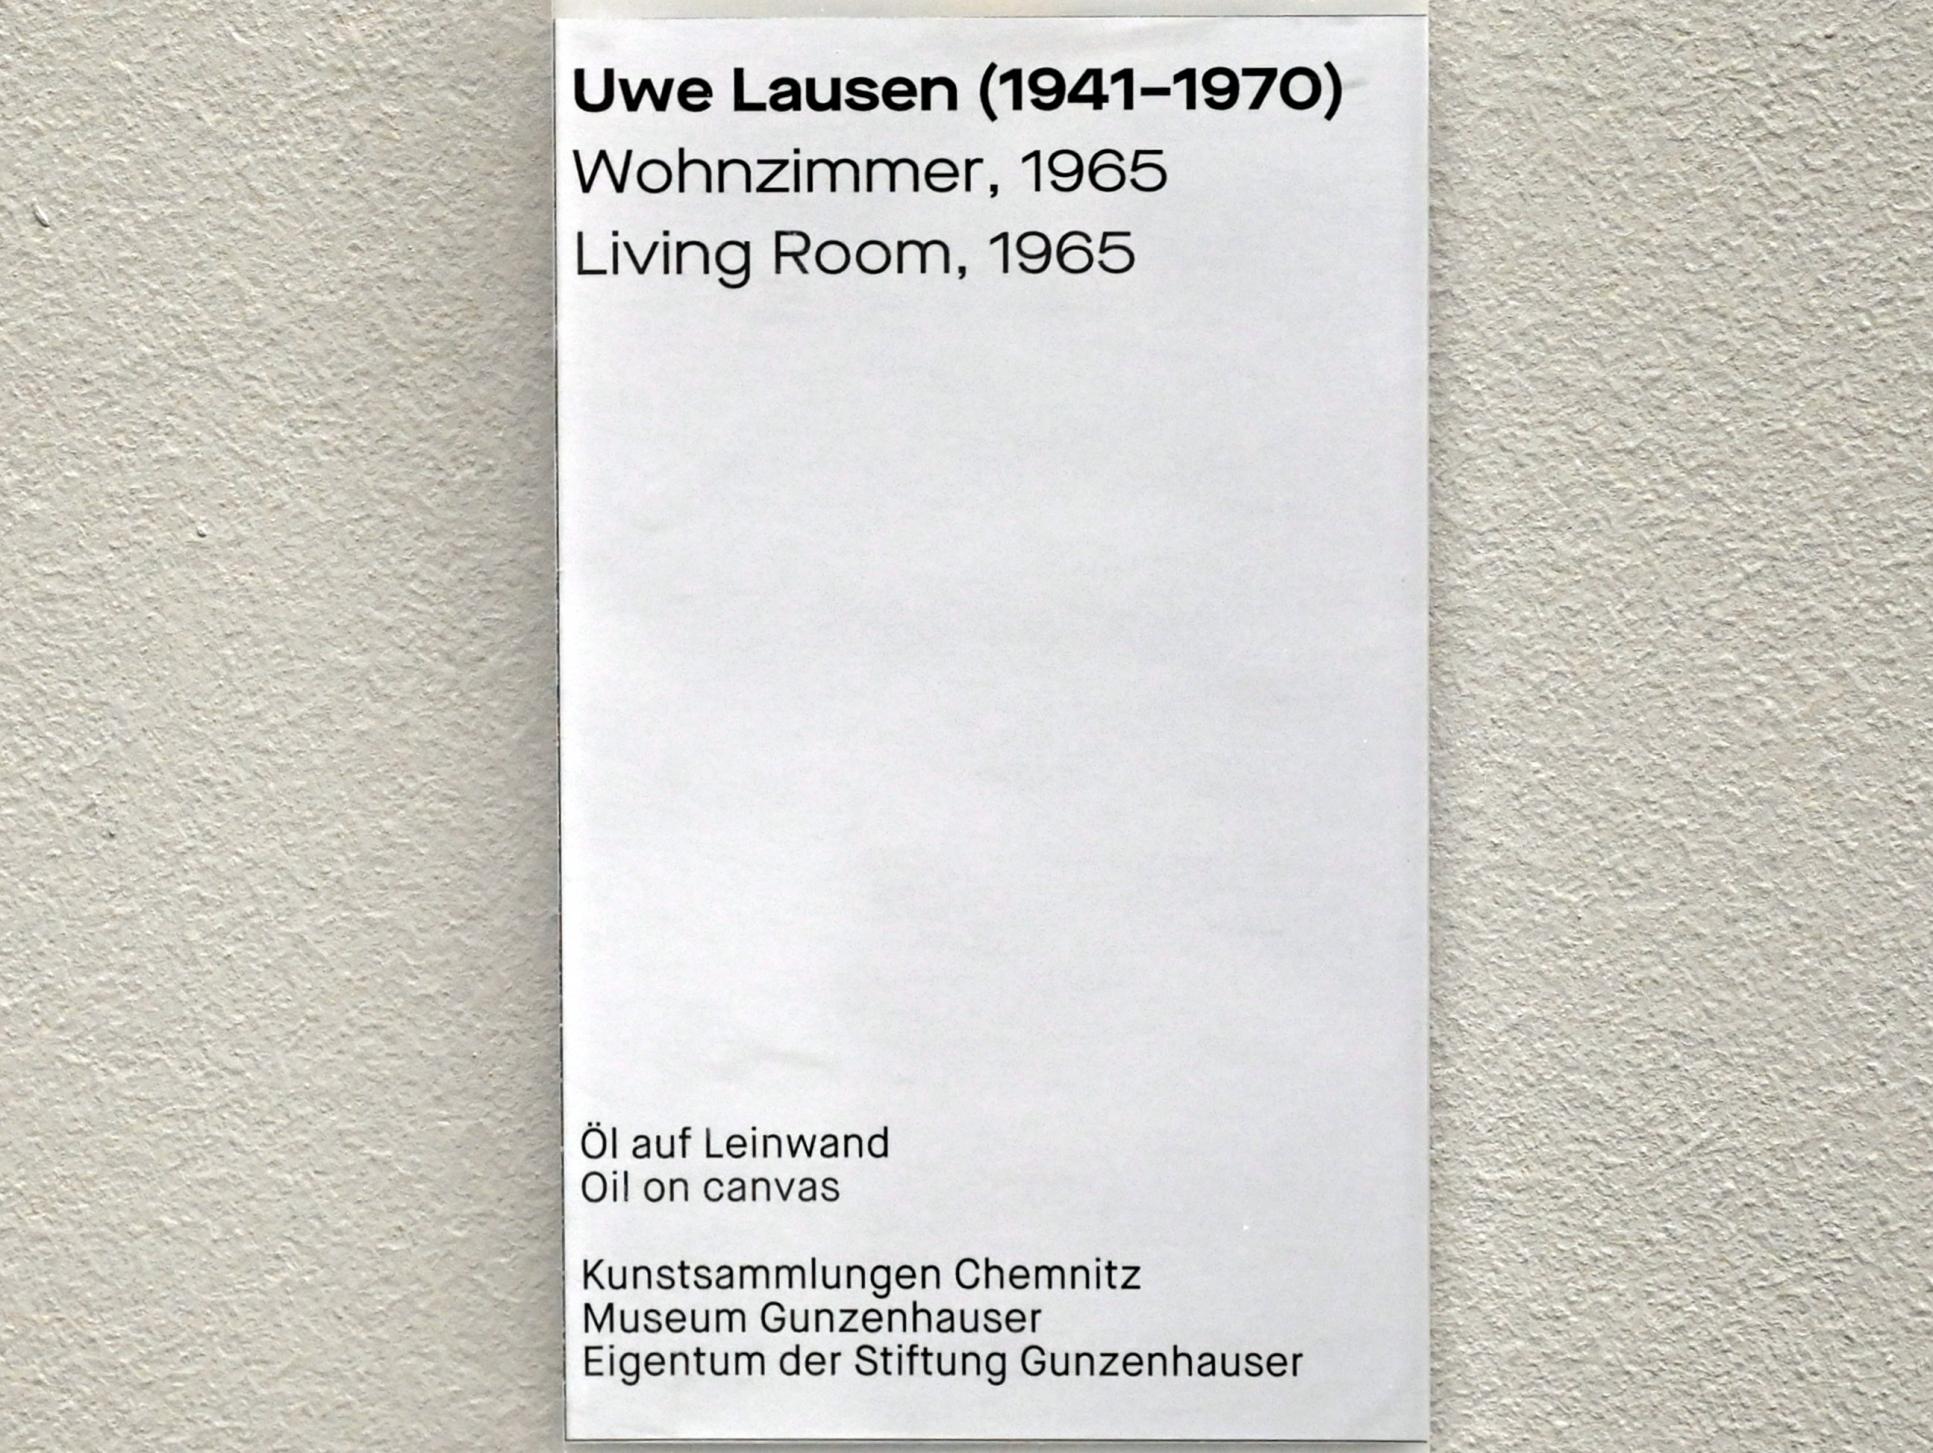 Uwe Lausen (1941–1970)
Wohnzimmer, 1965
Living Room, 1965
Öl auf Leinwand
Oil on canvas
Kunstsammlungen Chemnitz
Museum Gunzenhauser
Eigentum der Stiftung Gunzenhauser